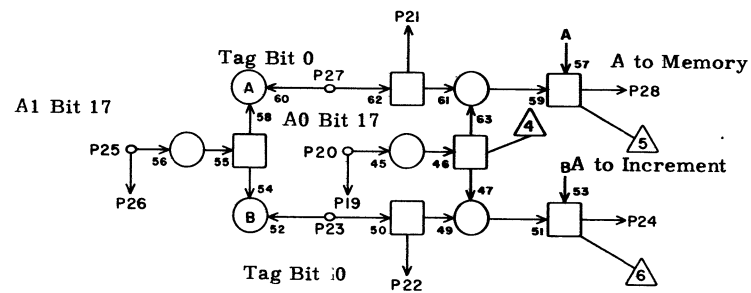 P21
Tag Bit 0
A
57
A to Memory
P27
A
60
62
61
59
P28
A1 Bit 17
58
A0 Bit 17
63
4
5
P25
56
55
P20
45
46
A to Increment
B
53
54
47
P26
P19
B
52
P23
50
49
51
P24
6
Tag Bit 0
P22